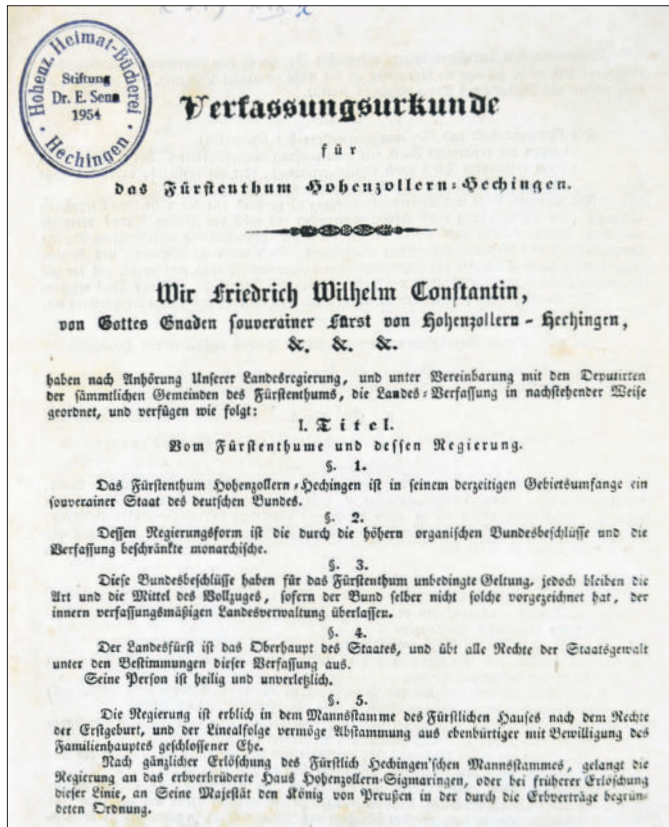 Hohenz. Heimat-Bücherei
Stiftung
Dr. E. Senn
1954
Hechingen
Verfassungsurkunde
für
das Fürstenthum Hohenzollern-Hechingen.
Wir Friedrich Wilhelm Constantin,
von Gottes Gnaden souverainer Fürst von Hohenzollern-Hechingen,
&. &. &.
haben nach Anhörung Unserer Landesregierung, und unter Vereinbarung mit den Deputirten
der sämmtlichen Gemeinden des Fürstenthums, die Landes-Verfassung in nachstehender Weise
geordnet, und verfügen wie folgt:
I. Titel.
Vom Fürstenthume und dessen Regierung.
§. 1.
Das Fürstenthum Hohenzollern-Hechingen ist in seinem derzeitigen Gebietsumfange ein
souverainer Staat des deutschen Bundes.
§. 2.
Dessen Regierungsform ist die durch die höhern organischen Bundesbeschlüsse und die
Verfassung beschränkte monarchische.
§. 3.
Diese Bundesbeschlüsse haben für das Fürstenthum unbedingte Geltung, jedoch bleiben die
Art und die Mittel des Vollzuges, sofern der Bund selber nicht solche vorgezeichnet hat, der
innern verfassungsmäßigen Landesverwaltung überlassen.
§. 4.
Der Landesfürst ist das Oberhaupt des Staates, und übt alle Rechte der Staatsgewalt
unter den Bestimmungen dieser Verfassung aus.
Seine Person ist heilig und unverletzlich.
§. 5.
Die Regierung ist erblich in dem Mannsstamme des Fürstlichen Hauses nach dem Rechte
der Erstgeburt, und der Linealfolge vermöge Abstammung aus ebenbürtiger mit Bewilligung des
Familienhauptes geschlossener Ehe.
Nach gänzlicher Erlöschung des Fürstlich Hechingen'schen Mannsstammes, gelangt die
Regierung an das erbverbrüderte Haus Hohenzollern-Sigmaringen, oder bei früherer Erlöschung
dieser Linie, an Seine Majestät den König von Preußen in der durch die Erbverträge begrün-
deten Ordnung.